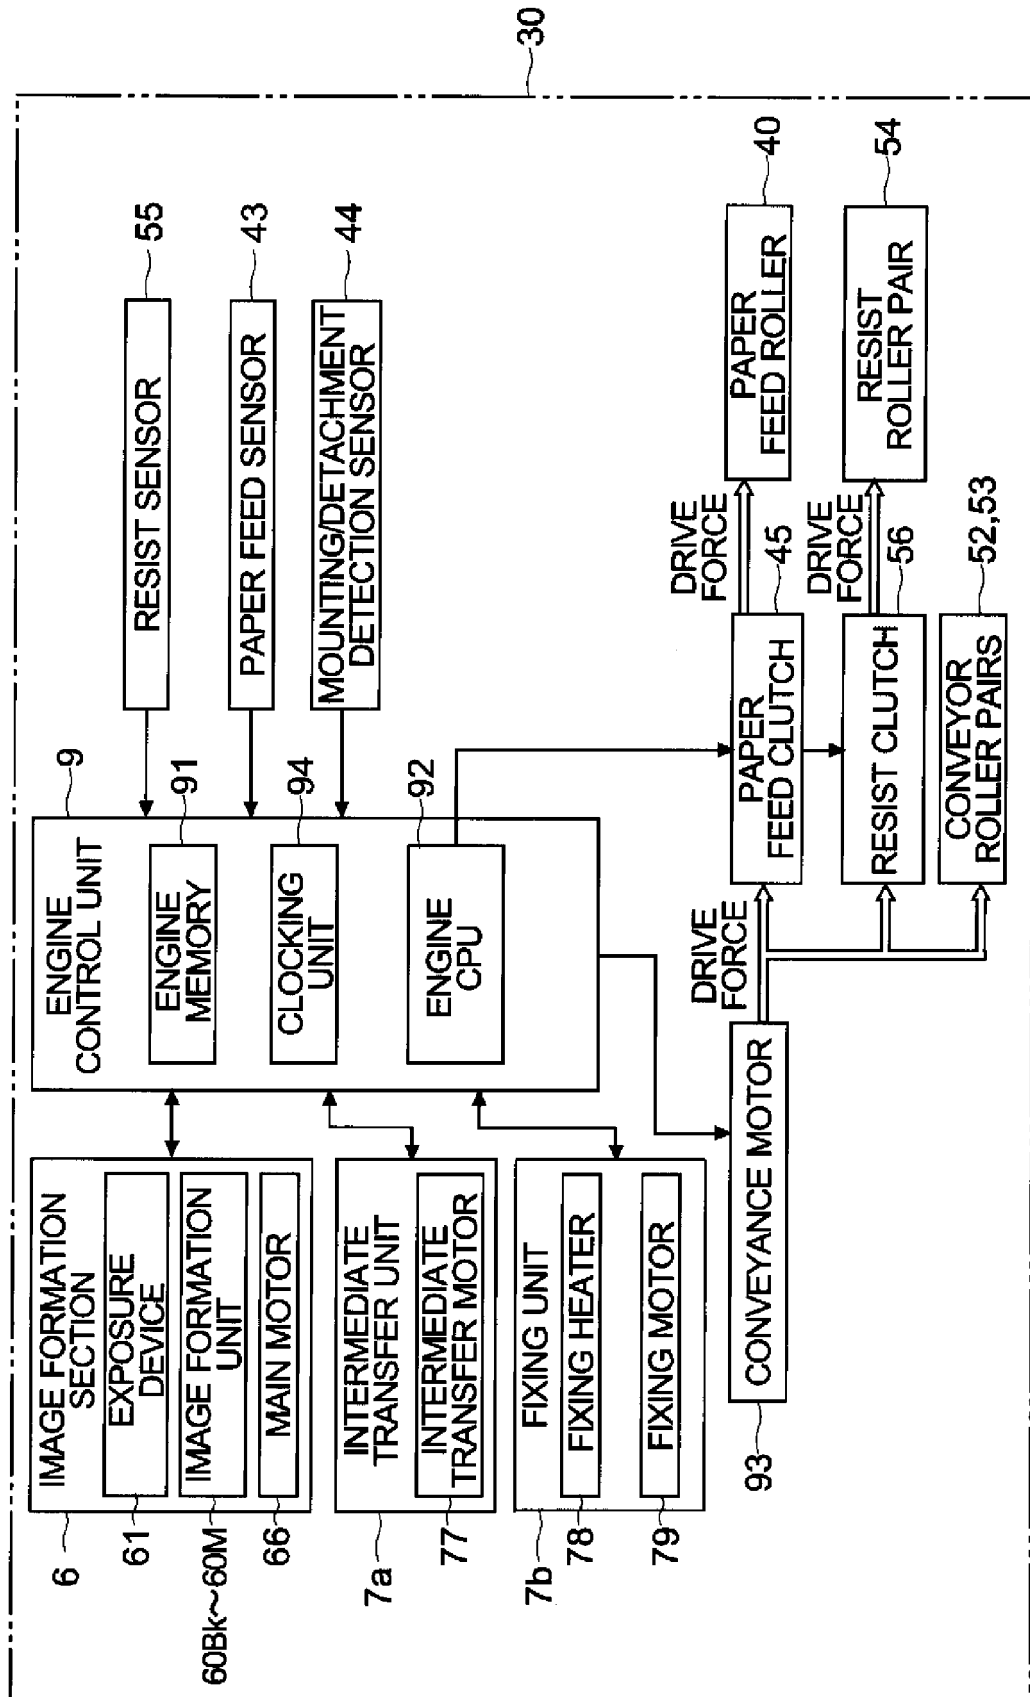 30
6
IMAGE FORMATION
SECTION
61
EXPOSURE
DEVICE
60Bk~60M
IMAGE FORMATION
UNIT
66
MAIN MOTOR
7a
INTERMEDIATE
TRANSFER UNIT
77
INTERMEDIATE
TRANSFER MOTOR
7b
FIXING UNIT
78
FIXING HEATER
79
FIXING MOTOR
9
ENGINE
CONTROL UNIT
91
ENGINE
MEMORY
94
CLOCKING
UNIT
92
ENGINE
CPU
RESIST SENSOR
55
PAPER FEED SENSOR
43
MOUNTING/DETACHMENT
DETECTION SENSOR
44
93
CONVEYANCE MOTOR
DRIVE
FORCE
PAPER
FEED CLUTCH
45
DRIVE
FORCE
PAPER
FEED ROLLER
40
RESIST CLUTCH
56
DRIVE
FORCE
RESIST
ROLLER PAIR
54
CONVEYOR
ROLLER PAIRS
52,53